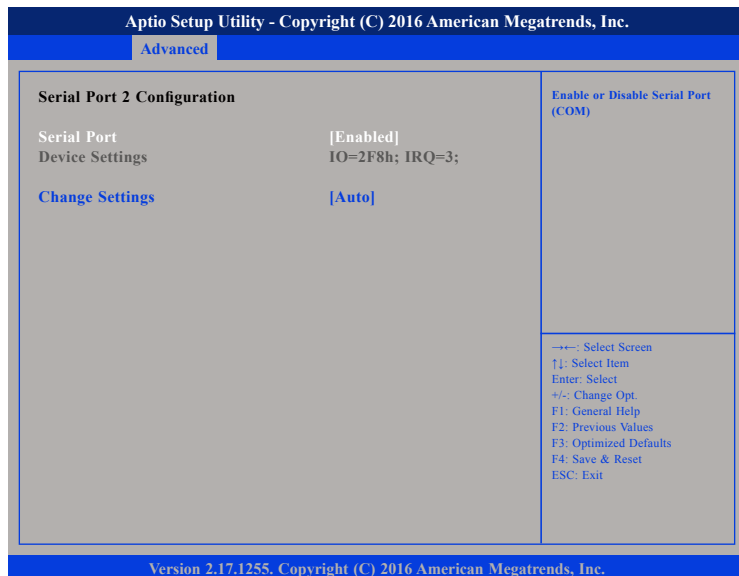 Aptio Setup Utility - Copyright (C) 2016 American Megatrends, Inc.
Advanced
Serial Port 2 Configuration
Serial Port [Enabled]
Device Settings IO=2F8h; IRQ=3;
Change Settings [Auto]
Enable or Disable Serial Port
(COM)
→←: Select Screen
↑↓: Select Item
Enter: Select
+/-: Change Opt.
F1: General Help
F2: Previous Values
F3: Optimized Defaults
F4: Save & Reset
ESC: Exit
Version 2.17.1255. Copyright (C) 2016 American Megatrends, Inc.